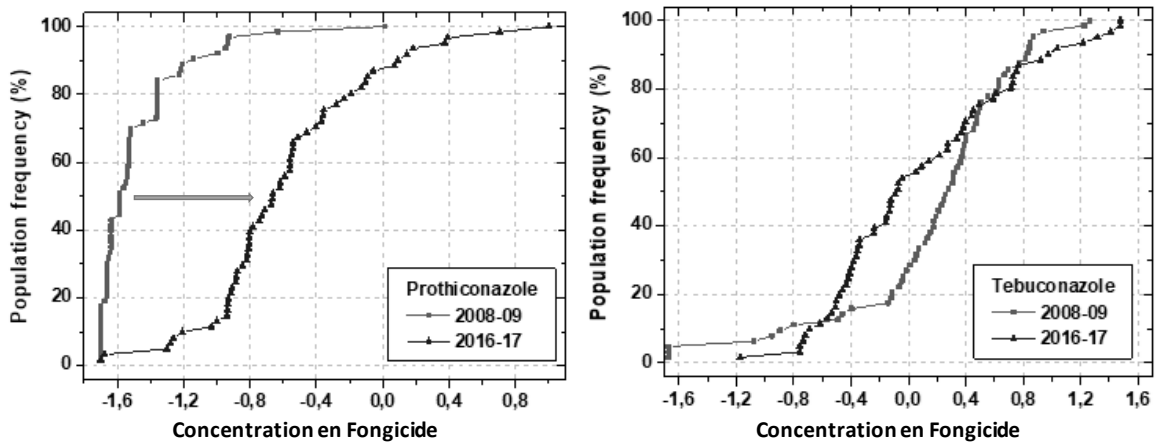 Population frequency (%)
100
80
60
40
20
0
Prothiconazole
2008-09
2016-17
-1,6 -1,2 -0,8 -0,4 0,0 0,4 0,8
Concentration en Fongicide
Population frequency (%)
100
80
60
40
20
0
Tebuconazole
2008-09
2016-17
-1,6 -1,2 -0,8 -0,4 0,0 0,4 0,8 1,2 1,6
Concentration en Fongicide